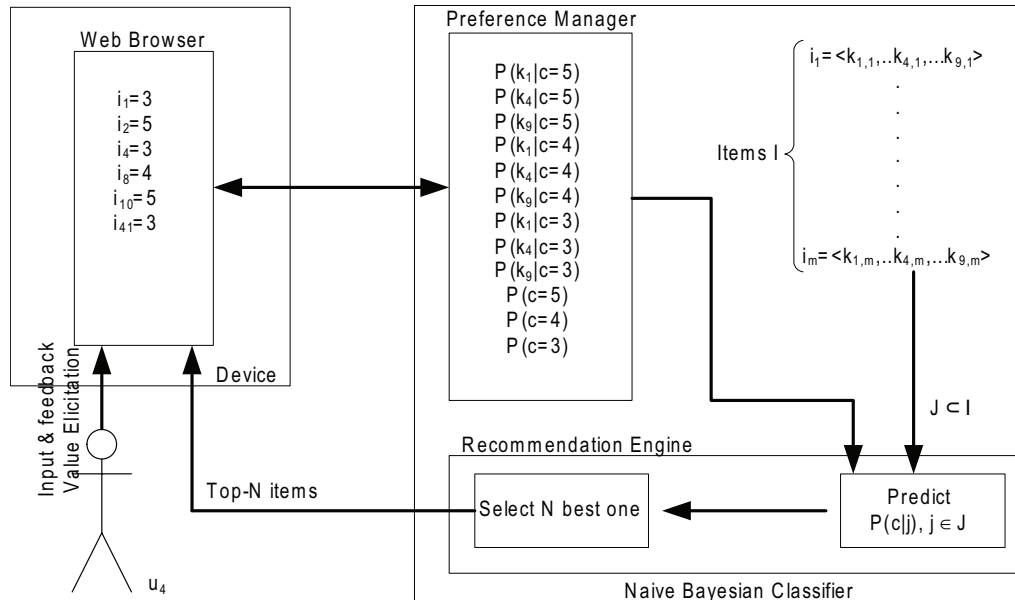 Web Browser
i1=3
i2=5
i4=3
i8=4
i10=5
i41=3
Device
Input & feedback
Value Elicitation
u4
Top-N items
Preference Manager
P(k1|c=5)
P(k4|c=5)
P(k9|c=5)
P(k1|c=4)
P(k4|c=4)
P(k9|c=4)
P(k1|c=3)
P(k4|c=3)
P(k9|c=3)
P(c=5)
P(c=4)
P(c=3)
Items I
i1=<k1,1,..k4,1,...k9,1>
.
.
.
.
.
.
.
im=<k1,m,..k4,m,...k9,m>
J ⊂ I
Recommendation Engine
Select N best one
Predict
P(c|j), j ∈ J
Naive Bayesian Classifier